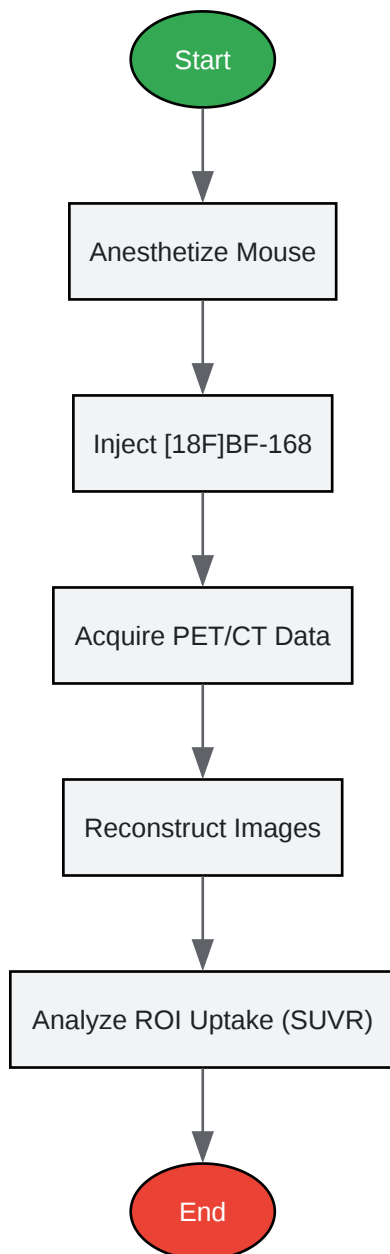 Start
Anesthetize Mouse
Inject [18F]BF-168
Acquire PET/CT Data
Reconstruct Images
Analyze ROI Uptake (SUVR)
End